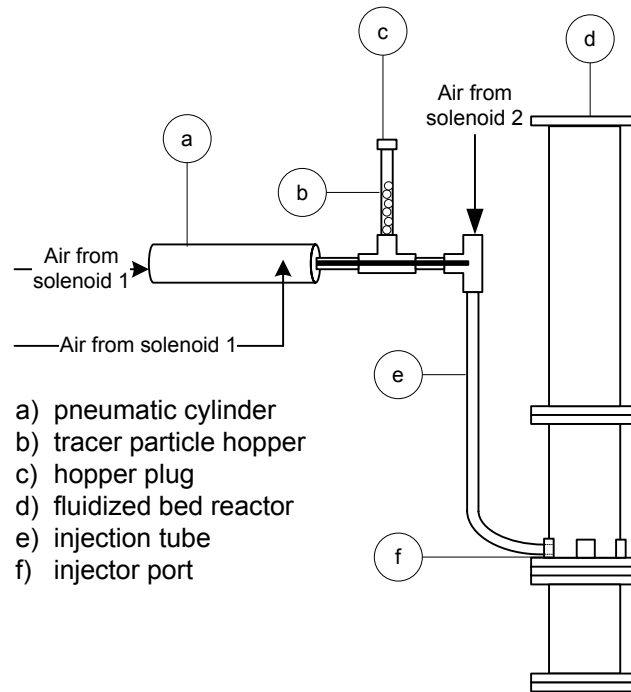 c
d
Air from
solenoid 2
a
b
Air from
solenoid 1
Air from solenoid 1
e
a) pneumatic cylinder
b) tracer particle hopper
c) hopper plug
d) fluidized bed reactor
e) injection tube
f) injector port
f